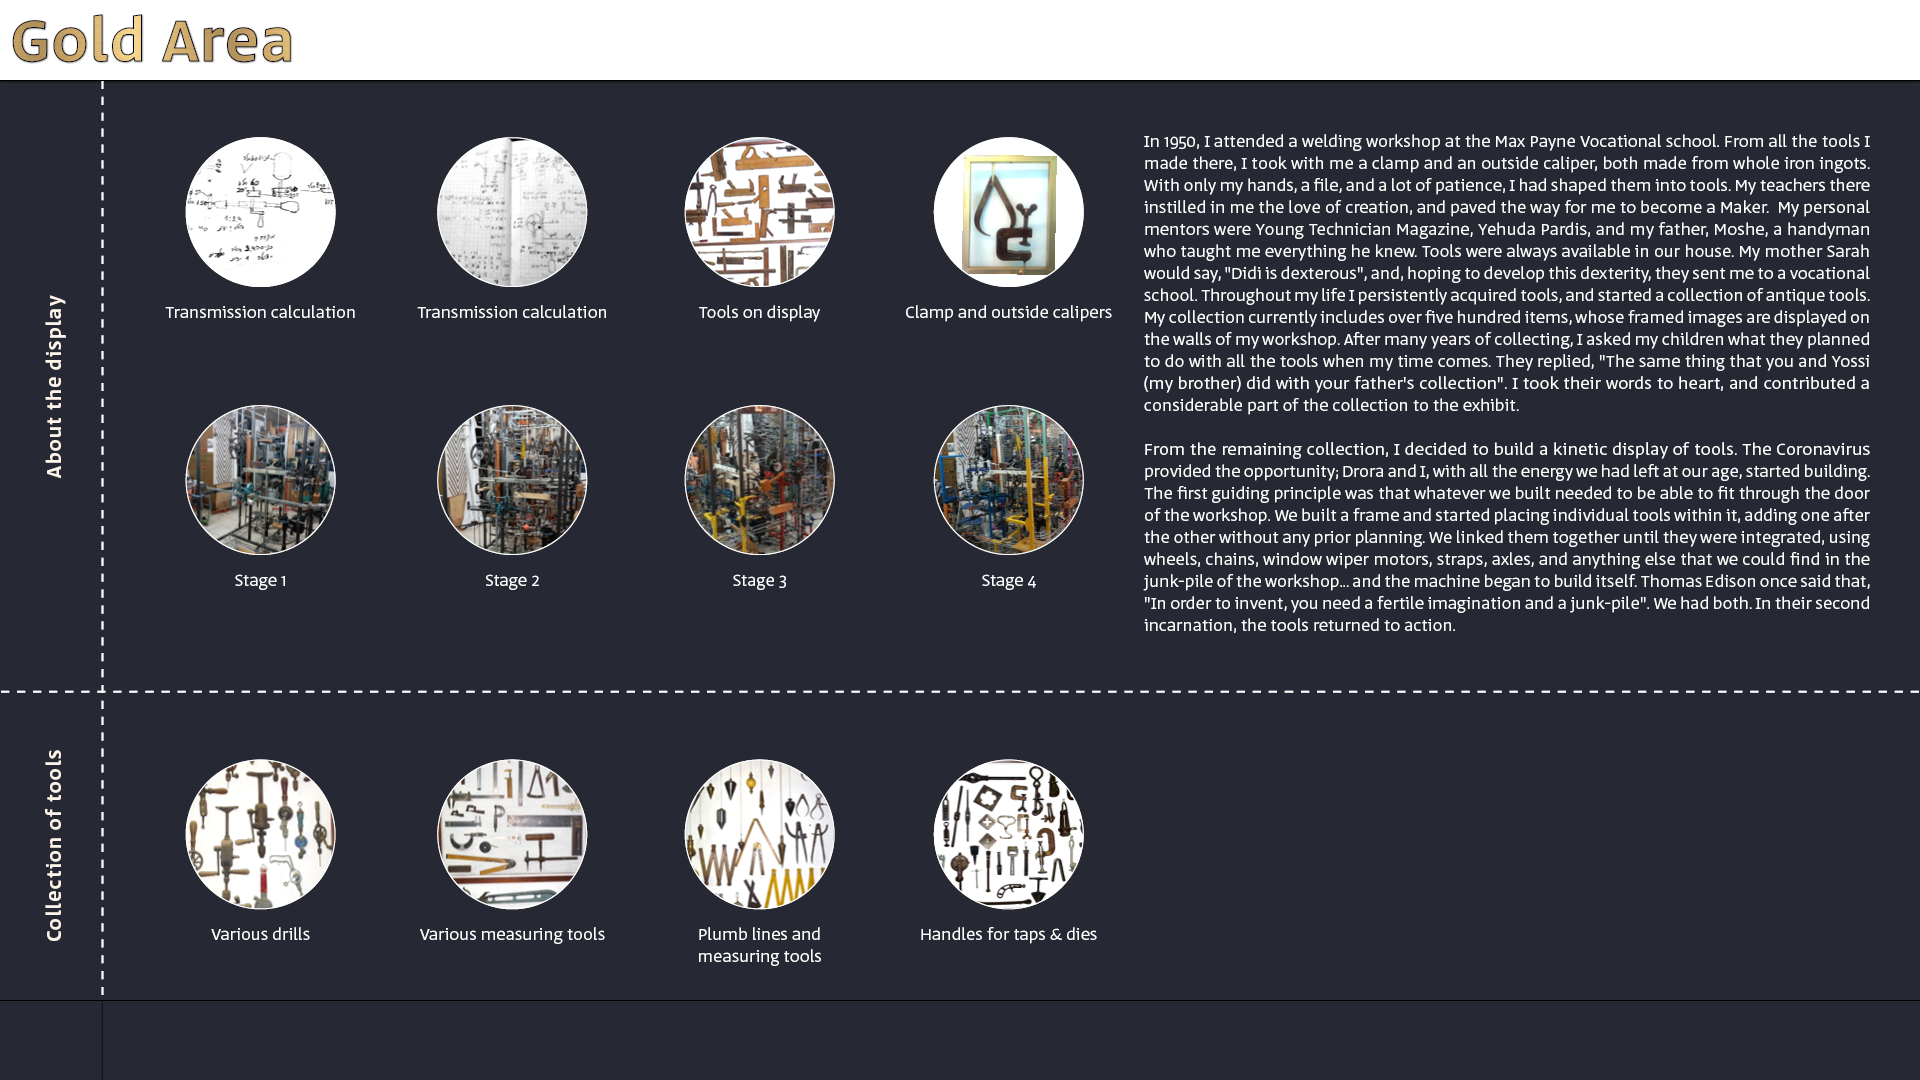 Gold Area
About the display
Transmission calculation
Transmission calculation
Tools on display
Clamp and outside calipers
Stage 1
Stage 2
Stage 3
Stage 4
In 1950, I attended a welding workshop at the Max Payne Vocational school. From all the tools I
made there, I took with me a clamp and an outside caliper, both made from whole iron ingots.
With only my hands, a file, and a lot of patience, I had shaped them into tools. My teachers there
instilled in me the love of creation, and paved the way for me to become a Maker. My personal
mentors were Young Technician Magazine, Yehuda Pardis, and my father, Moshe, a handyman
who taught me everything he knew. Tools were always available in our house. My mother Sarah
would say, "Didi is dexterous", and, hoping to develop this dexterity, they sent me to a vocational
school. Throughout my life I persistently acquired tools, and started a collection of antique tools.
My collection currently includes over five hundred items, whose framed images are displayed on
the walls of my workshop. After many years of collecting, I asked my children what they planned
to do with all the tools when my time comes. They replied, "The same thing that you and Yossi
(my brother) did with your father's collection". I took their words to heart, and contributed a
considerable part of the collection to the exhibit.
From the remaining collection, I decided to build a kinetic display of tools. The Coronavirus
provided the opportunity; Drora and I, with all the energy we had left at our age, started building.
The first guiding principle was that whatever we built needed to be able to fit through the door
of the workshop. We built a frame and started placing individual tools within it, adding one after
the other without any prior planning. We linked them together until they were integrated, using
wheels, chains, window wiper motors, straps, axles, and anything else that we could find in the
junk-pile of the workshop... and the machine began to build itself. Thomas Edison once said that,
"In order to invent, you need a fertile imagination and a junk-pile". We had both. In their second
incarnation, the tools returned to action.
Collection of tools
Various drills
Various measuring tools
Plumb lines and
measuring tools
Handles for taps & dies